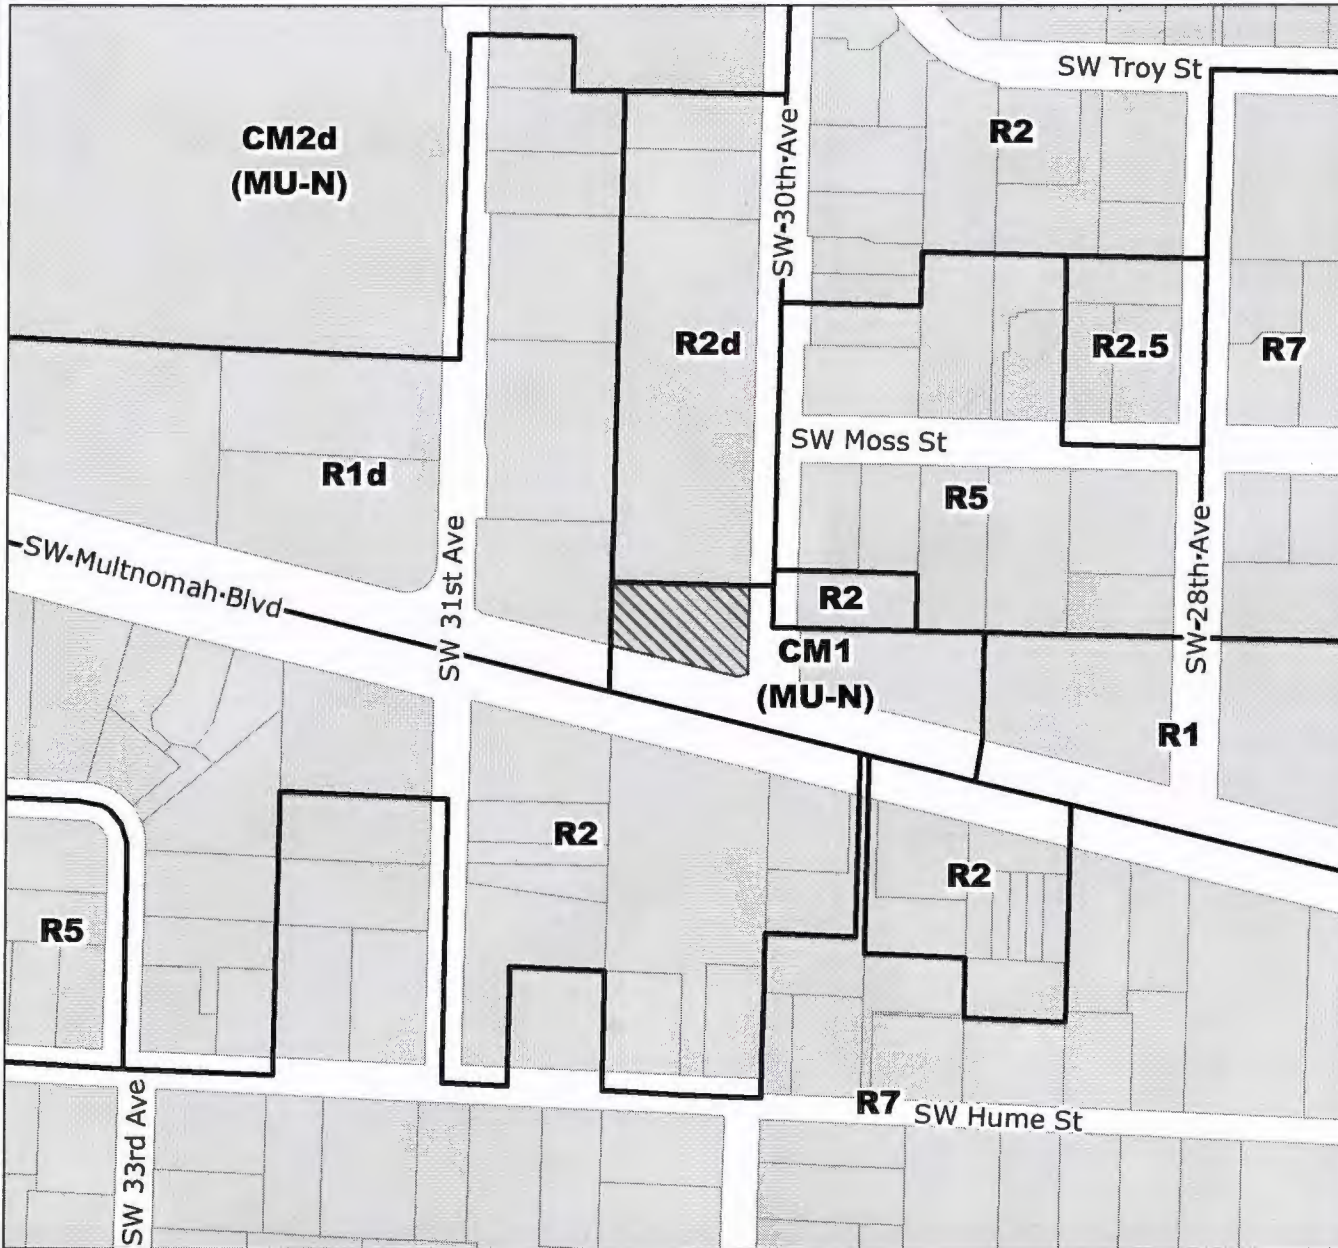 SW Troy St
CM2d
(MU-N)
R2
SW-30th-Ave
R2d
R2.5
R7
SW Moss St
R1d
R5
SW-Multnomah-Blvd
SW 31st Ave
SW-28th-Ave
R2
CM1
(MU-N)
R1
R2
R2
R5
R7
SW Hume St
SW 33rd Ave